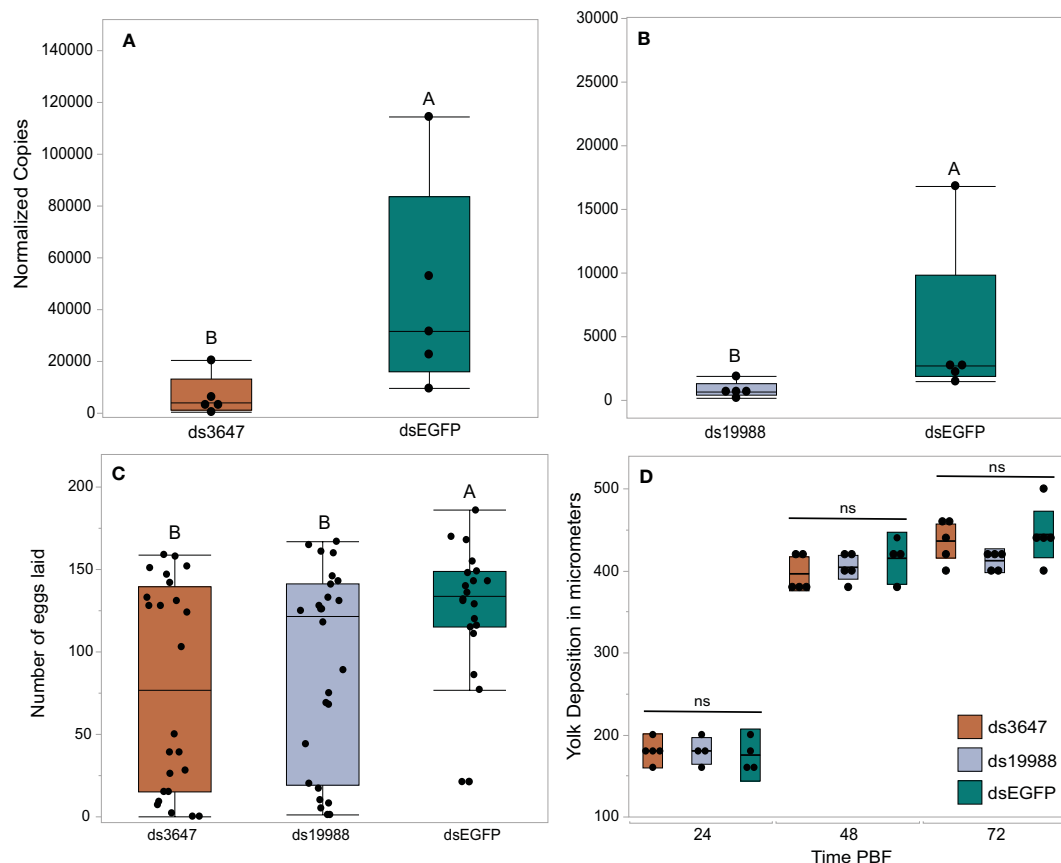 A
Normalized Copies
140000
120000
100000
80000
60000
40000
20000
0
B
A
ds3647
dsEGFP
B
30000
25000
20000
15000
10000
5000
0
B
A
ds19988
dsEGFP
C
Number of eggs laid
200
150
100
50
0
B
B
A
ds3647
ds19988
dsEGFP
D
Yolk Deposition in micrometers
500
400
300
200
100
ns
ns
ns
ds3647
ds19988
dsEGFP
24
48
72
Time PBF